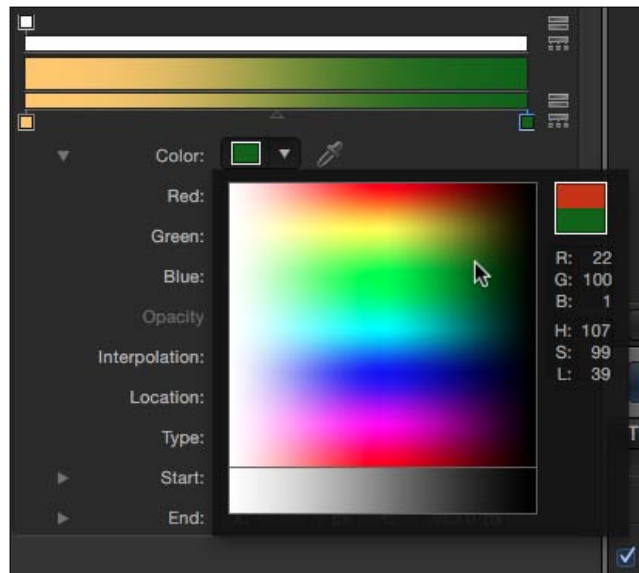 Color:
Red:
Green:
Blue:
Opacity
Interpolation:
Location:
Type:
Start:
End:
R: 22
G: 100
B: 1
H: 107
S: 99
L: 39
T